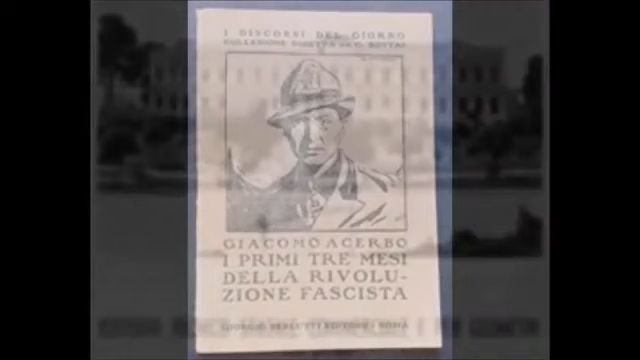 I DISCORSI DEL GIORNO
COLLEZIONE DIRETTA DA G. BOTTAI
GIACOMO ACERBO
I PRIMI TRE MESI
DELLA RIVOLU-
ZIONE FASCISTA
GIORGIO BERLUTTI EDITORE - ROMA